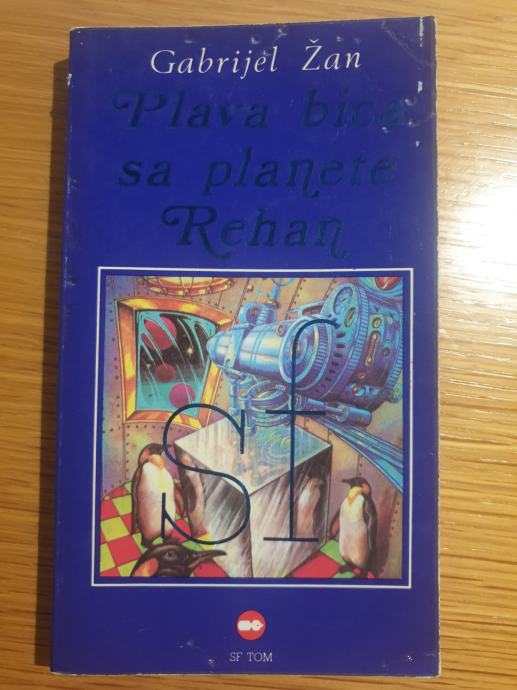 Gabrijel Žan
Plava bića
sa planete
Rehan
sf
SF TOM